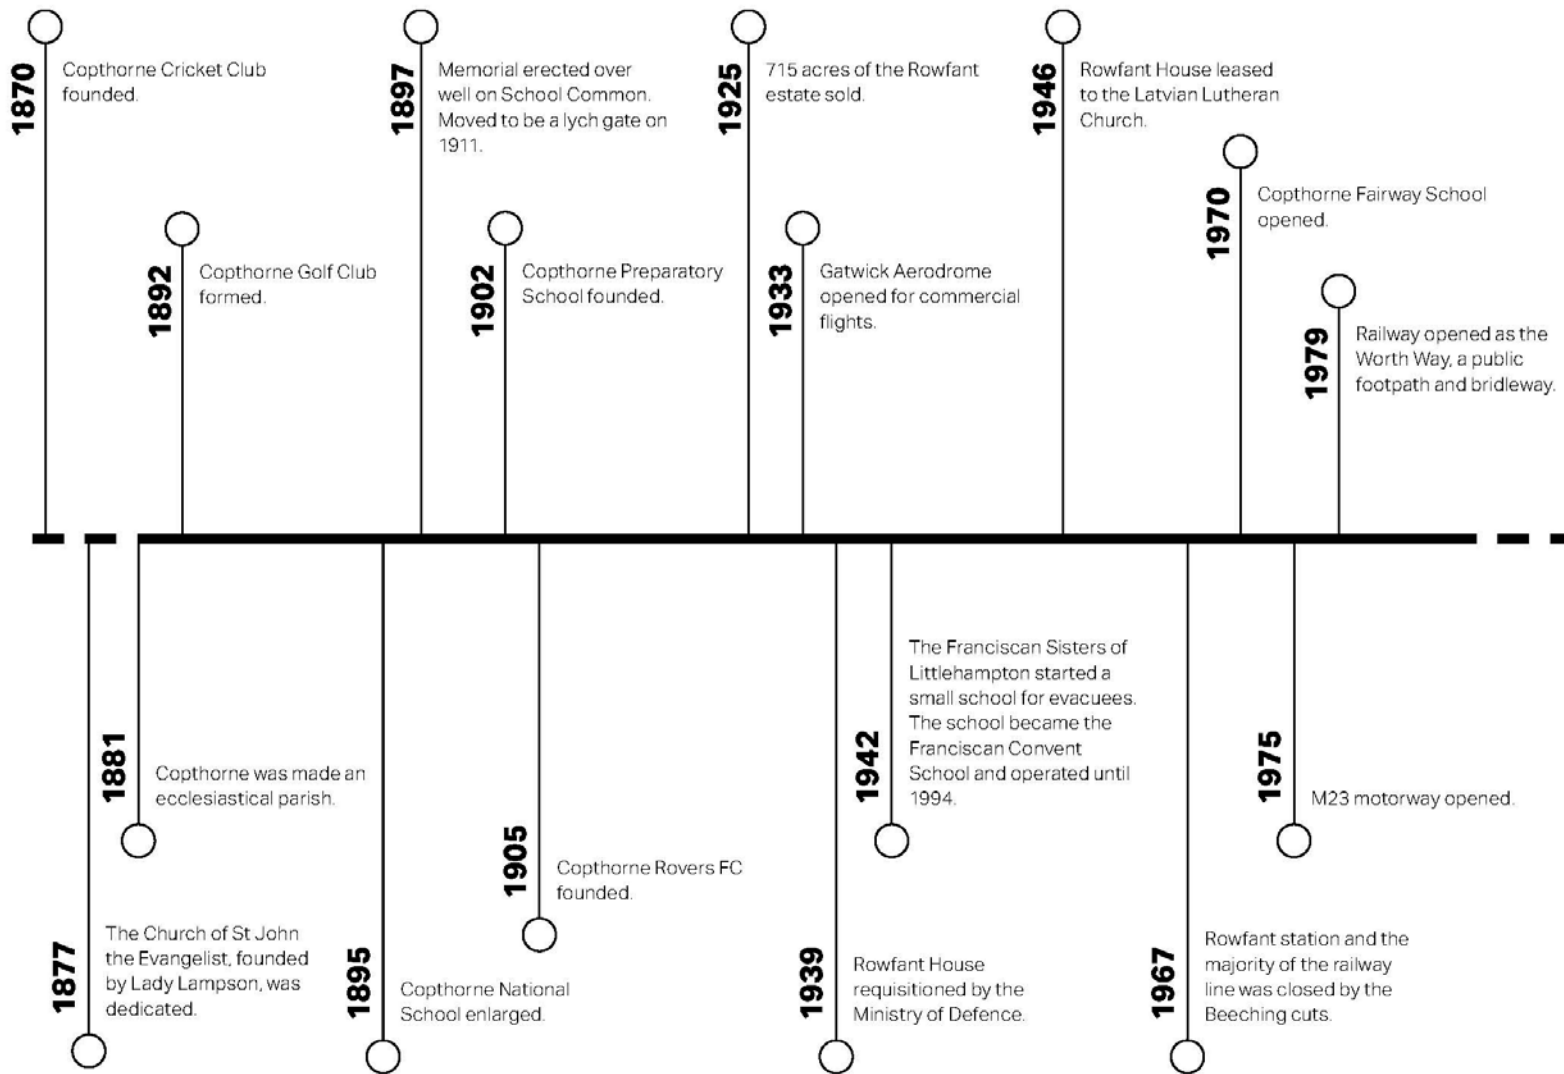 1870
Copthorne Cricket Club
founded.
1897
Memorial erected over
well on School Common.
Moved to be a lych gate on
1911.
1925
715 acres of the Rowfant
estate sold.
1946
Rowfant House leased
to the Latvian Lutheran
Church.
1970
Copthorne Fairway School
opened.
1892
Copthorne Golf Club
formed.
1902
Copthorne Preparatory
School founded.
1933
Gatwick Aerodrome
opened for commercial
flights.
1979
Railway opened as the
Worth Way, a public
footpath and bridleway.
1881
Copthorne was made an
ecclesiastical parish.
1942
The Franciscan Sisters of
Littlehampton started a
small school for evacuees.
The school became the
Franciscan Convent
School and operated until
1994.
1975
M23 motorway opened.
1905
Copthorne Rovers FC
founded.
1877
The Church of St John
the Evangelist, founded
by Lady Lampson, was
dedicated.
1895
Copthorne National
School enlarged.
1939
Rowfant House
requisitioned by the
Ministry of Defence.
1967
Rowfant station and the
majority of the railway
line was closed by the
Beeching cuts.